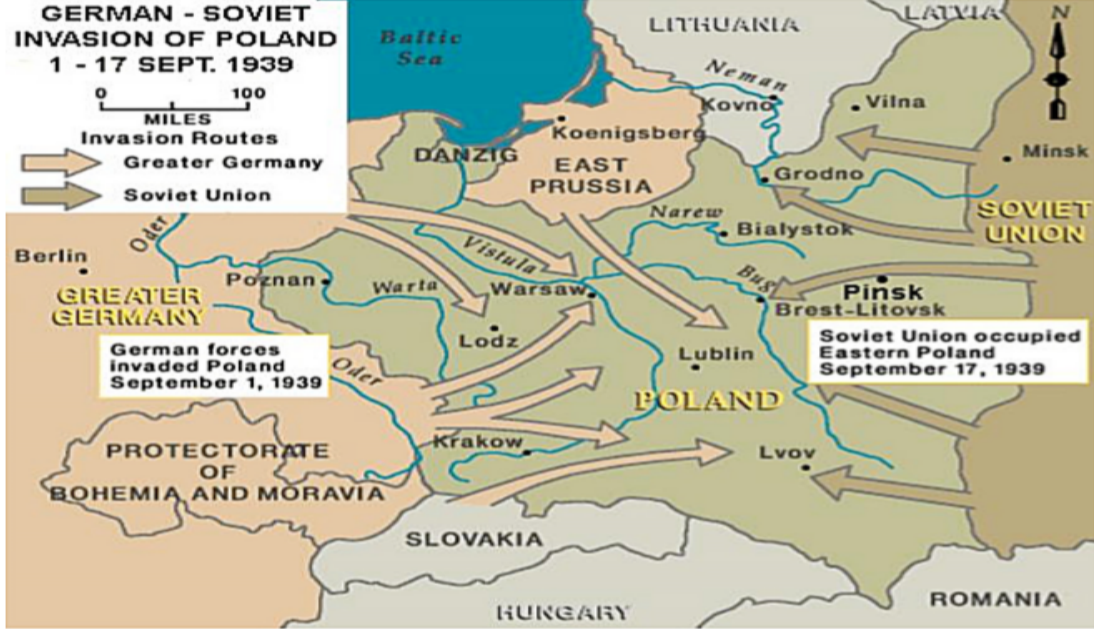 GERMAN - SOVIET
INVASION OF POLAND
1 - 17 SEPT. 1939
0 100
MILES
Invasion Routes
Greater Germany
Soviet Union
Baltic
Sea
LITHUANIA
LATVIA
N
Neman
Kovno
Vilna
Koenigsberg
DANZIG
EAST
PRUSSIA
Minsk
Grodno
SOVIET
UNION
Oder
Berlin
Narew
Bialystok
Vistula
Poznan
Warta
Warsaw
Bug
Pinsk
Brest-Litovsk
GREATER
GERMANY
Lodz
Lublin
German forces
invaded Poland
September 1, 1939
Oder
Soviet Union occupied
Eastern Poland
September 17, 1939
POLAND
PROTECTORATE
OF
BOHEMIA AND MORAVIA
Krakow
Lvov
SLOVAKIA
HUNGARY
ROMANIA